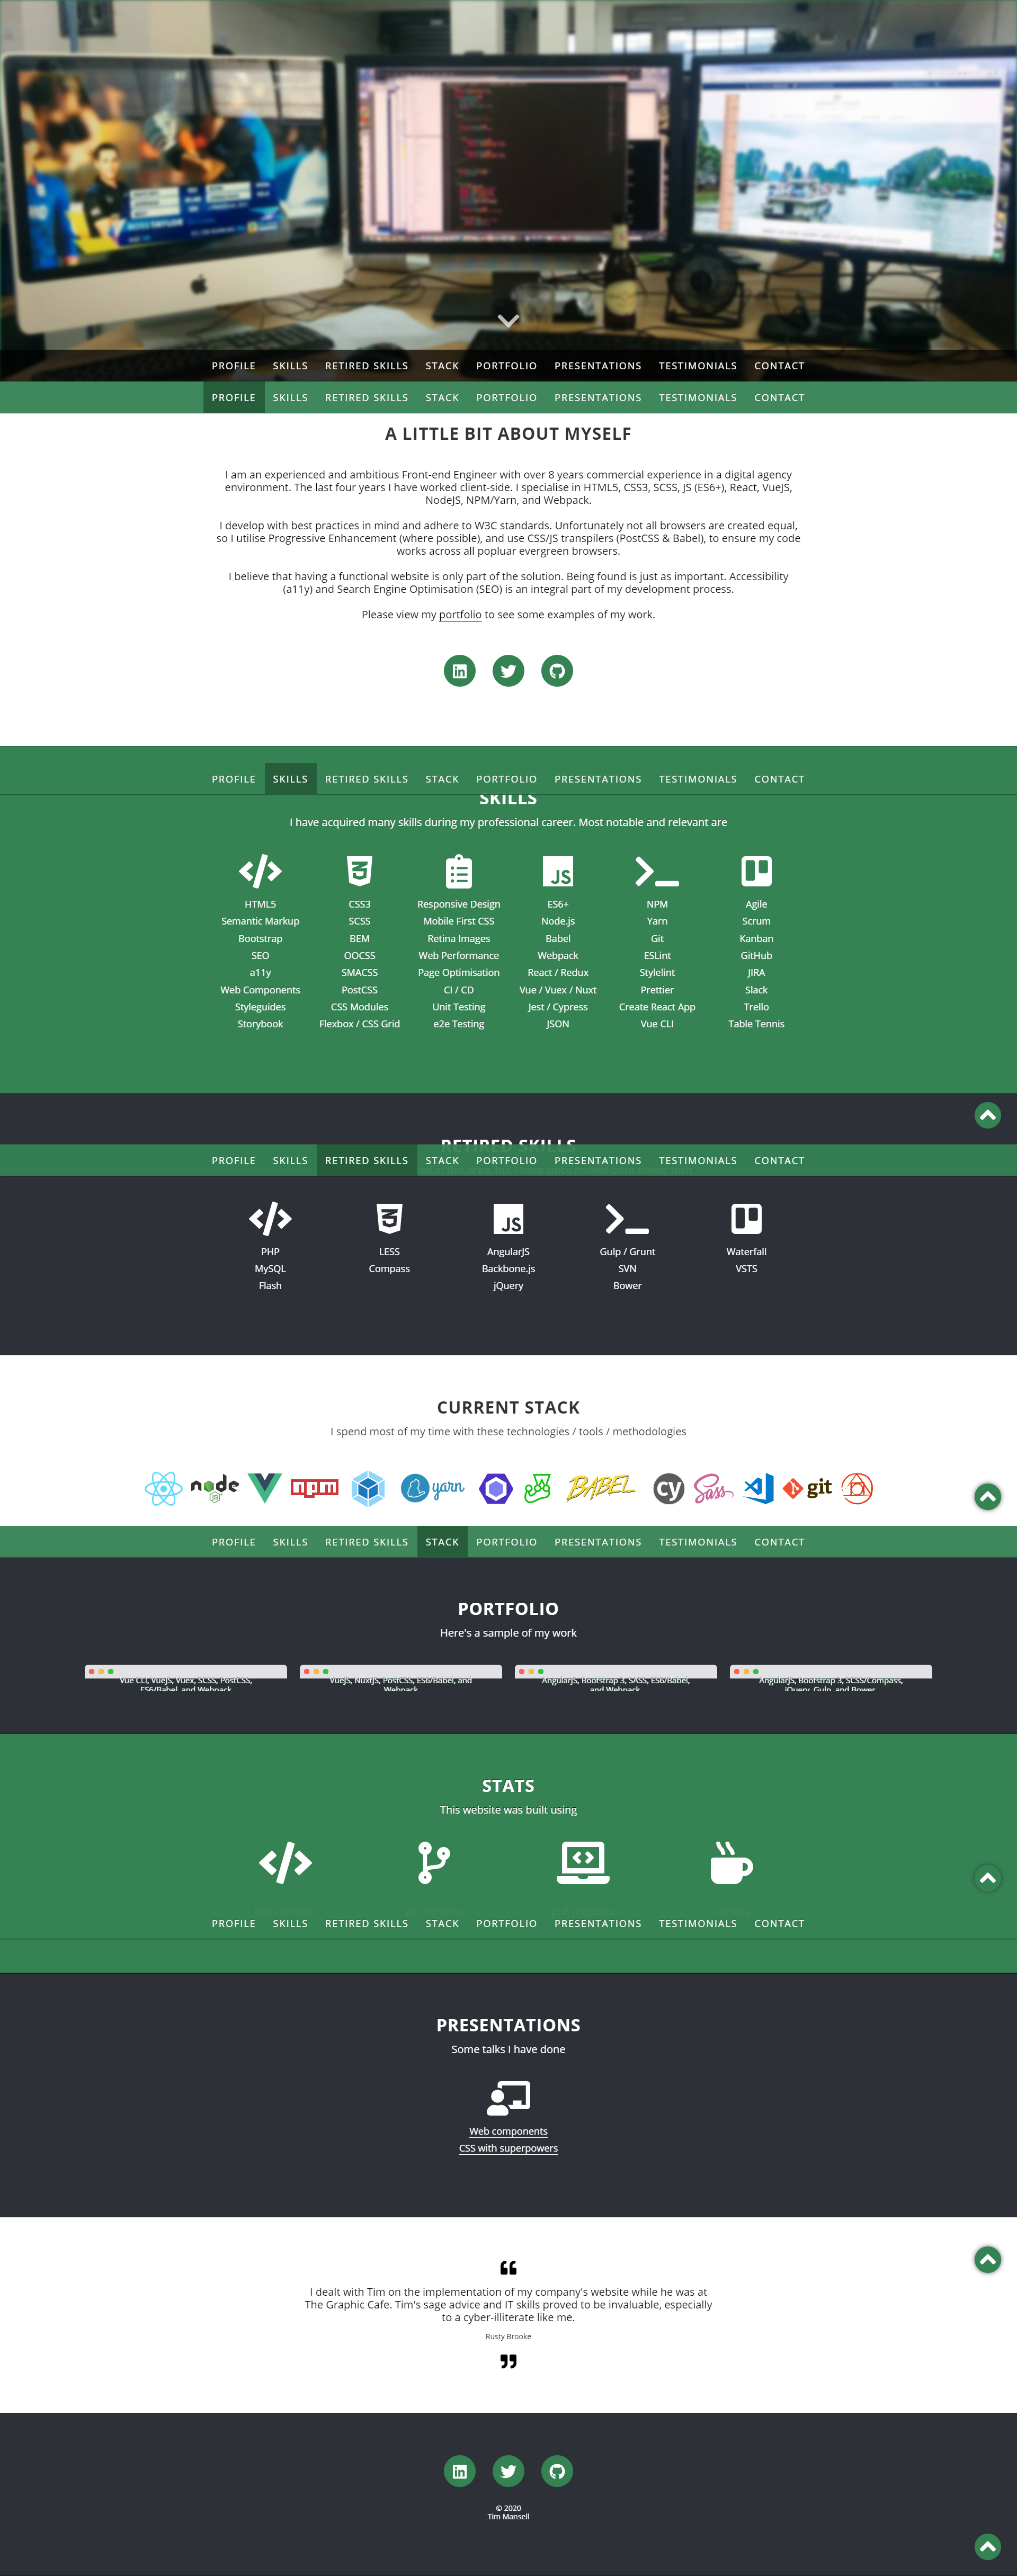 PROFILE SKILLS RETIRED SKILLS STACK PORTFOLIO PRESENTATIONS TESTIMONIALS CONTACT
PROFILE SKILLS RETIRED SKILLS STACK PORTFOLIO PRESENTATIONS TESTIMONIALS CONTACT
A LITTLE BIT ABOUT MYSELF
I am an experienced and ambitious Front-end Engineer with over 8 years commercial experience in a digital agency
environment. The last four years I have worked client-side. I specialise in HTML5, CSS3, SCSS, JS (ES6+), React, VueJS,
NodeJS, NPM/Yarn, and Webpack.
I develop with best practices in mind and adhere to W3C standards. Unfortunately not all browsers are created equal,
so I utilise Progressive Enhancement (where possible), and use CSS/JS transpilers (PostCSS & Babel), to ensure my code
works across all popluar evergreen browsers.
I believe that having a functional website is only part of the solution. Being found is just as important. Accessibility
(a11y) and Search Engine Optimisation (SEO) is an integral part of my development process.
Please view my portfolio to see some examples of my work.
in
PROFILE SKILLS RETIRED SKILLS STACK PORTFOLIO PRESENTATIONS TESTIMONIALS CONTACT
SKILLS
I have acquired many skills during my professional career. Most notable and relevant are
JS
HTML5 CSS3 Responsive Design ES6+ NPM Agile
Semantic Markup SCSS Mobile First CSS Node.js Yarn Scrum
Bootstrap BEM Retina Images Babel Git Kanban
SEO OOCSS Web Performance Webpack ESLint GitHub
a11y SMACSS Page Optimisation React / Redux Stylelint JIRA
Web Components PostCSS CI / CD Vue / Vuex / Nuxt Prettier Slack
Styleguides CSS Modules Unit Testing Jest / Cypress Create React App Trello
Storybook Flexbox / CSS Grid e2e Testing JSON Vue CLI Table Tennis
RETIRED SKILLS
PROFILE SKILLS RETIRED SKILLS STACK PORTFOLIO PRESENTATIONS TESTIMONIALS CONTACT
JS
PHP LESS AngularJS Gulp / Grunt Waterfall
MySQL Compass Backbone.js SVN VSTS
Flash jQuery Bower
CURRENT STACK
I spend most of my time with these technologies / tools / methodologies
node JS npm yarn BABEL cy Sass git
PROFILE SKILLS RETIRED SKILLS STACK PORTFOLIO PRESENTATIONS TESTIMONIALS CONTACT
PORTFOLIO
Here's a sample of my work
Vue CLI, VueJS, Vuex, SCSS, PostCSS, VueJS, NuxtJS, PostCSS, ES6/Babel, and AngularJS, Bootstrap 3, SASS, ES6/Babel, AngularJS, Bootstrap 3, SCSS/Compass,
ES6/Babel, and Webpack Webpack and Webpack jQuery, Gulp, and Bower
STATS
This website was built using
PROFILE SKILLS RETIRED SKILLS STACK PORTFOLIO PRESENTATIONS TESTIMONIALS CONTACT
PRESENTATIONS
Some talks I have done
Web components
CSS with superpowers
I dealt with Tim on the implementation of my company's website while he was at
The Graphic Cafe. Tim's sage advice and IT skills proved to be invaluable, especially
to a cyber-illiterate like me.
Rusty Brooke
in
© 2020
Tim Mansell